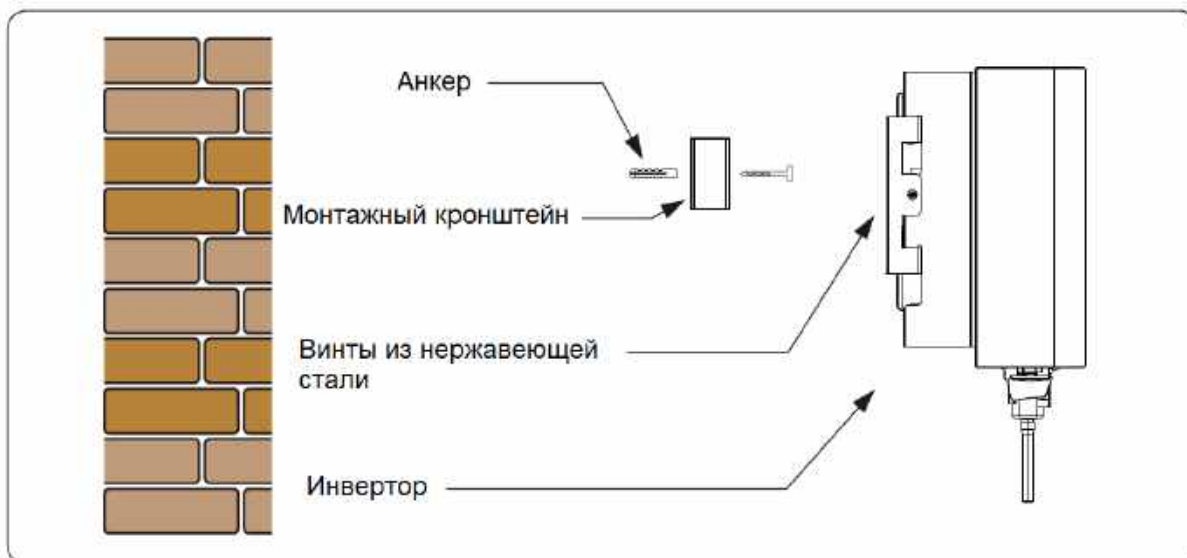 Анкер
Монтажный кронштейн
Винты из нержавеющей
стали
Инвертор